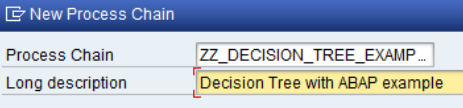 New Process Chain
Process Chain ZZ_DECISION_TREE_EXAMP...
Long description Decision Tree with ABAP example